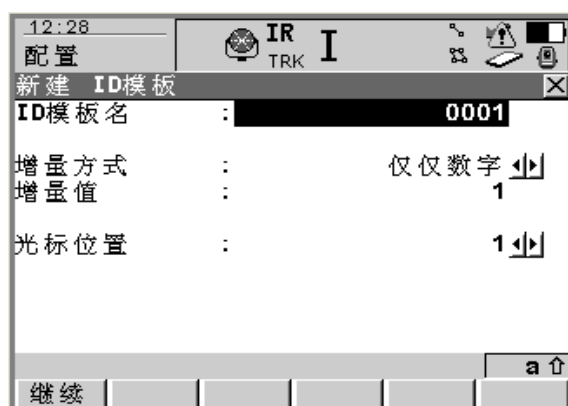 12:28
配置
IR
TRK
I
新建 ID模板
ID模板名 : 0001
增量方式 : 仅仅数字
增量值 : 1
光标位置 : 1
a
继续